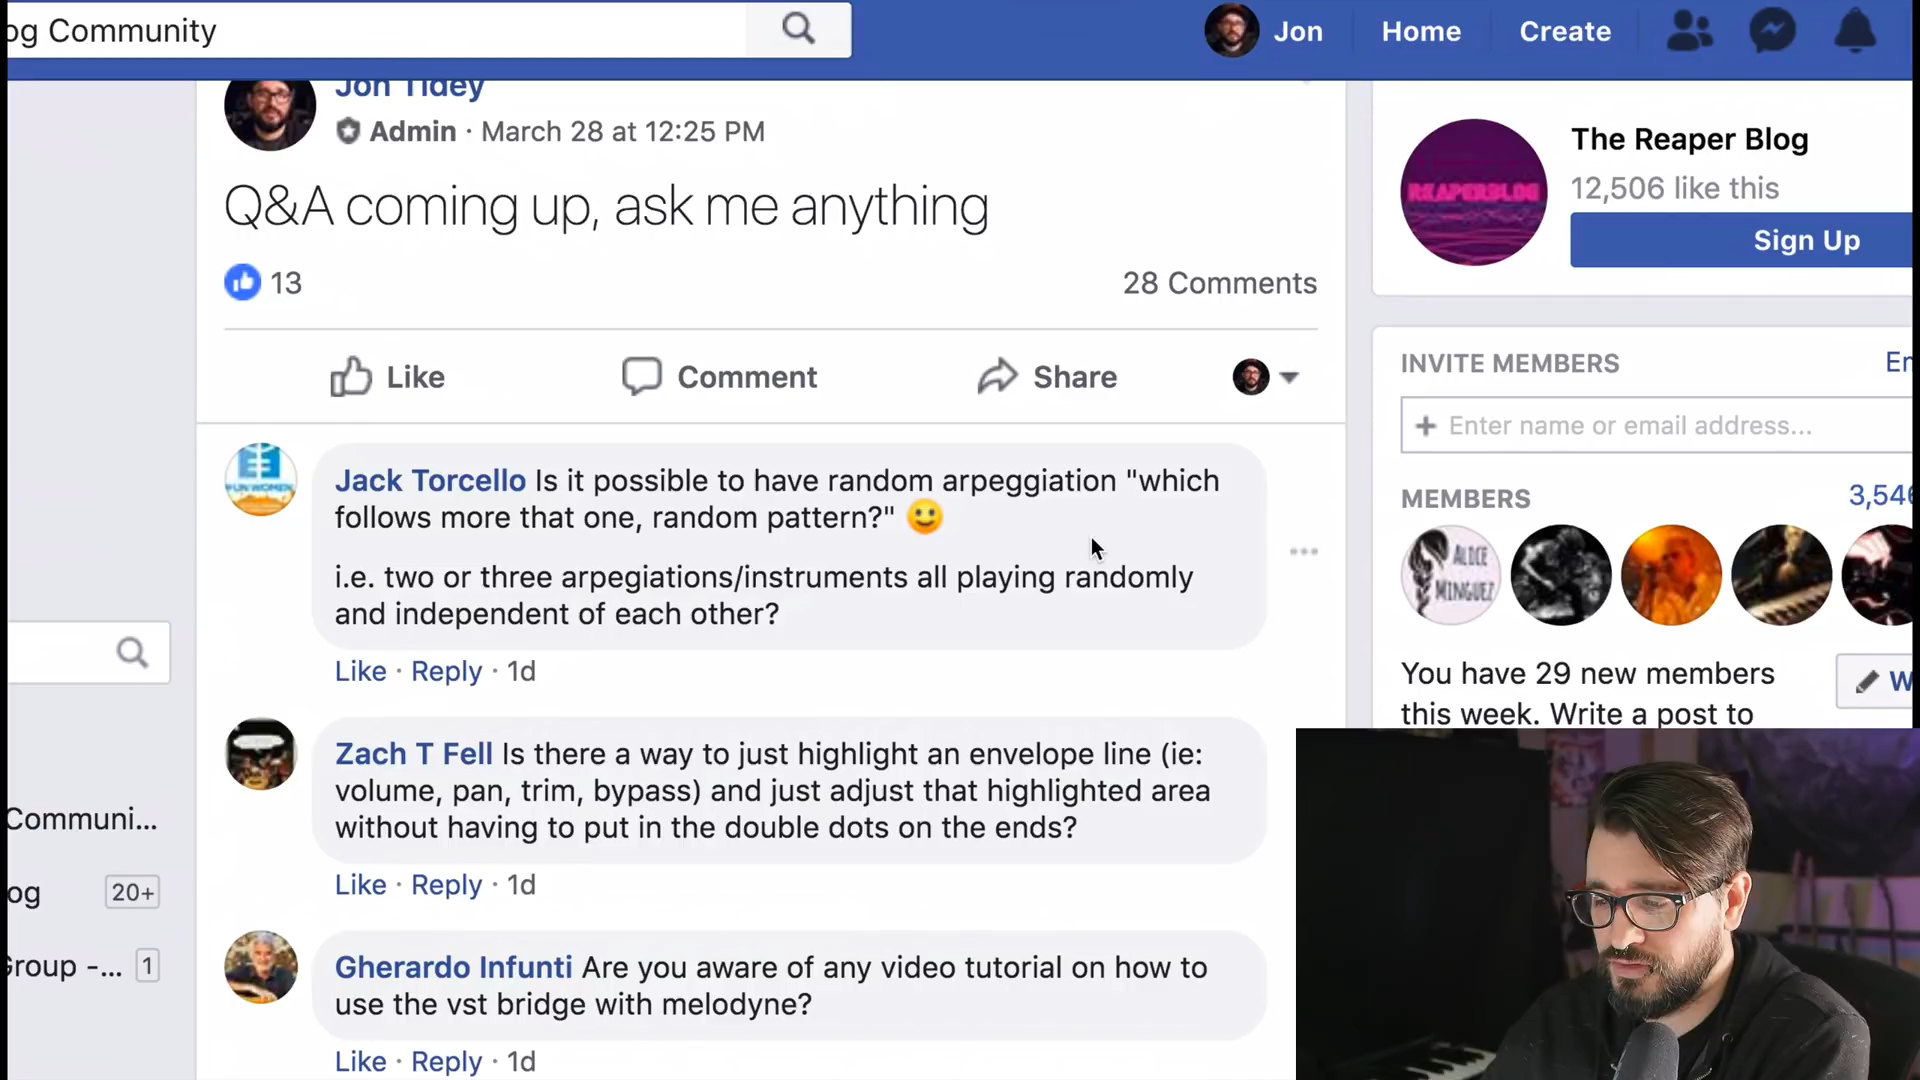 og Community
Jon
Home
Create
Jon Tidey
Admin · March 28 at 12:25 PM
Q&A coming up, ask me anything
13
28 Comments
Like
Comment
Share
Jack Torcello Is it possible to have random arpeggiation "which
follows more that one, random pattern?" 🙂
i.e. two or three arpegiations/instruments all playing randomly
and independent of each other?
Like · Reply · 1d
Zach T Fell Is there a way to just highlight an envelope line (ie:
volume, pan, trim, bypass) and just adjust that highlighted area
without having to put in the double dots on the ends?
Like · Reply · 1d
Gherardo Infunti Are you aware of any video tutorial on how to
use the vst bridge with melodyne?
Like · Reply · 1d
The Reaper Blog
12,506 like this
REAPERBLOG
Sign Up
INVITE MEMBERS
+ Enter name or email address...
MEMBERS
3,546
ALICE
MINGUEZ
You have 29 new members
this week. Write a post to
W
Communi...
og
20+
Group -...
1